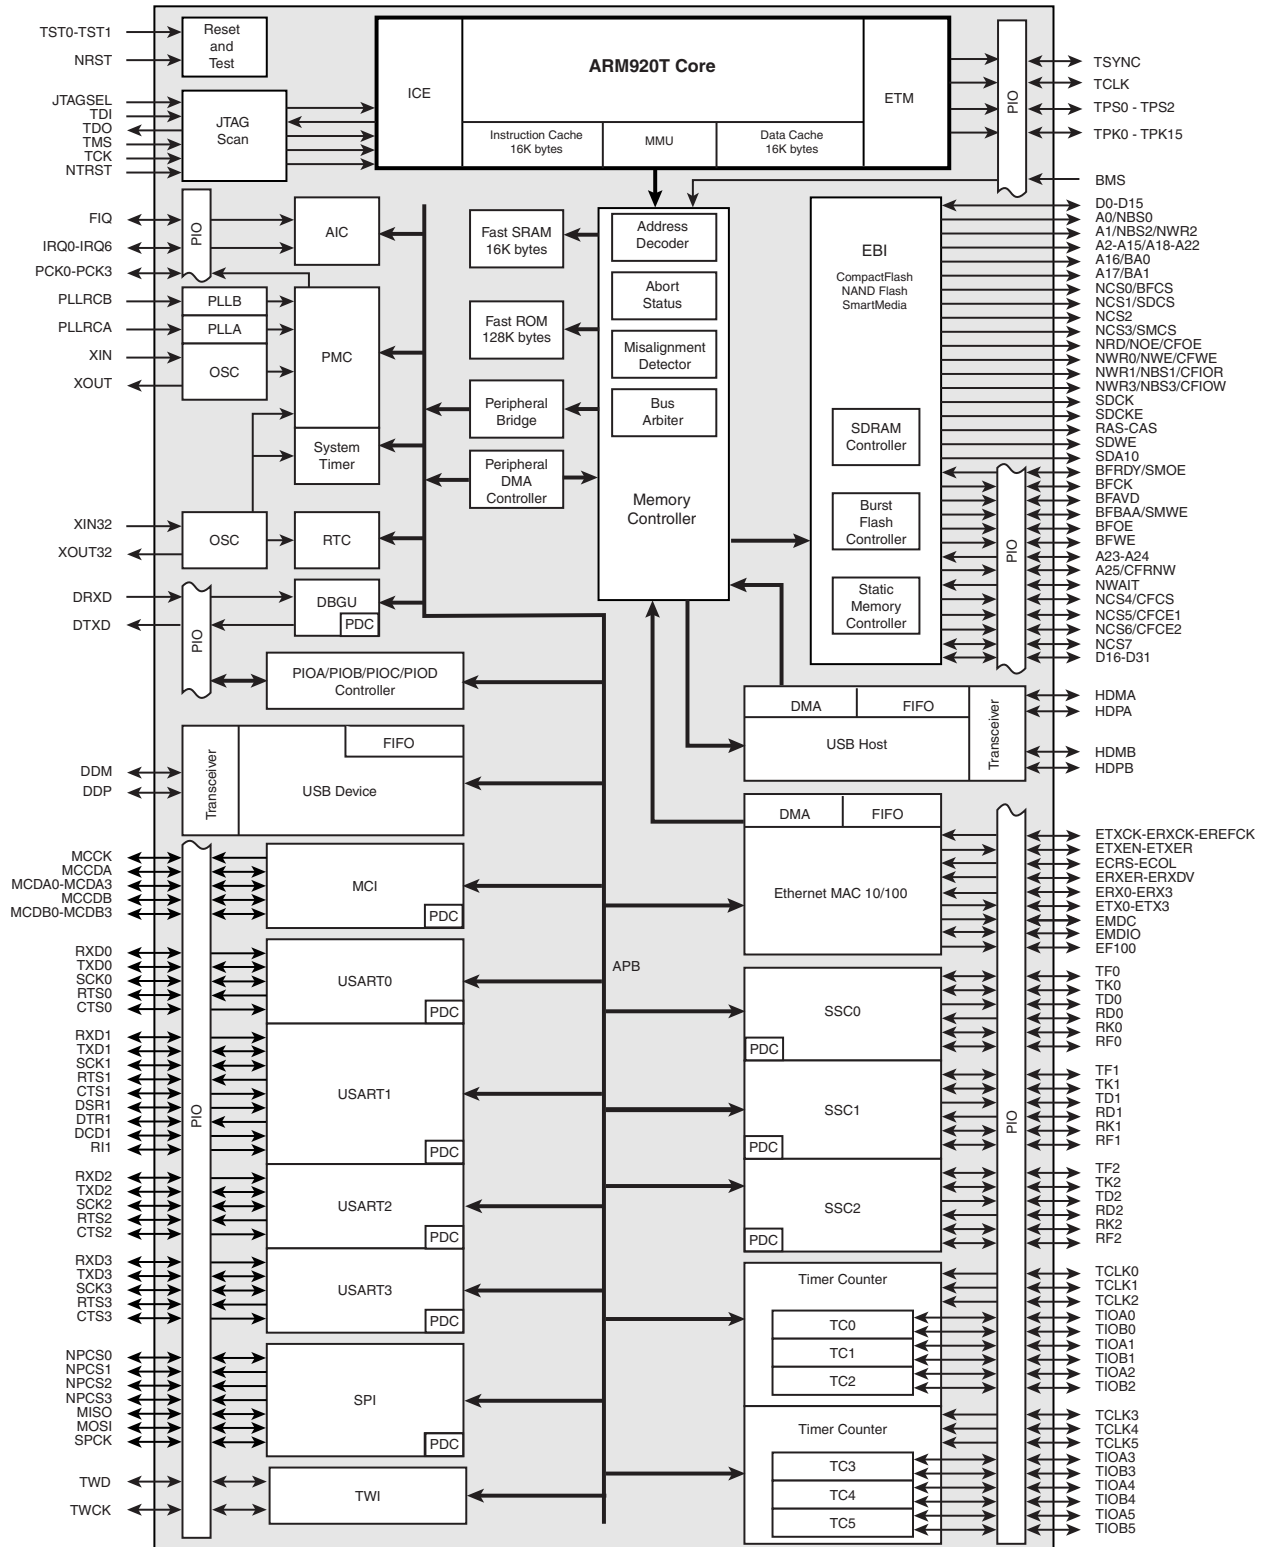 TST0-TST1
NRST
Reset
and
Test
JTAGSEL
TDI
TDO
TMS
TCK
NTRST
JTAG
Scan
ICE
ARM920T Core
Instruction Cache
16K bytes
MMU
Data Cache
16K bytes
ETM
PIO
TSYNC
TCLK
TPS0 - TPS2
TPK0 - TPK15
BMS
FIQ
IRQ0-IRQ6
PCK0-PCK3
PIO
AIC
PLLRCB
PLLRCA
XIN
XOUT
PLLB
PLLA
OSC
PMC
System
Timer
XIN32
XOUT32
OSC
RTC
DRXD
DTXD
PIO
DBGU
PDC
PIOA/PIOB/PIOC/PIOD
Controller
Fast SRAM
16K bytes
Fast ROM
128K bytes
Peripheral
Bridge
Peripheral
DMA
Controller
Address
Decoder
Abort
Status
Misalignment
Detector
Bus
Arbiter
Memory
Controller
EBI
CompactFlash
NAND Flash
SmartMedia
SDRAM
Controller
Burst
Flash
Controller
Static
Memory
Controller
D0-D15
A0/NBS0
A1/NBS2/NWR2
A2-A15/A18-A22
A16/BA0
A17/BA1
NCS0/BFCS
NCS1/SDCS
NCS2
NCS3/SMCS
NRD/NOE/CFOE
NWR0/NWE/CFWE
NWR1/NBS1/CFIOR
NWR3/NBS3/CFIOW
SDCK
SDCKE
RAS-CAS
SDWE
SDA10
PIO
BFRDY/SMOE
BFCK
BFAVD
BFBAA/SMWE
BFOE
BFWE
A23-A24
A25/CFRNW
NWAIT
NCS4/CFCS
NCS5/CFCE1
NCS6/CFCE2
NCS7
D16-D31
DMA
FIFO
USB Host
Transceiver
HDMA
HDPA
HDMB
HDPB
DDM
DDP
Transceiver
FIFO
USB Device
DMA
FIFO
Ethernet MAC 10/100
ETXCK-ERXCK-EREFCK
ETXEN-ETXER
ECRS-ECOL
ERXER-ERXDV
ERX0-ERX3
ETX0-ETX3
EMDC
EMDIO
EF100
MCCK
MCCDA
MCDA0-MCDA3
MCCDB
MCDB0-MCDB3
MCI
PDC
APB
RXD0
TXD0
SCK0
RTS0
CTS0
USART0
PDC
RXD1
TXD1
SCK1
RTS1
CTS1
DSR1
DTR1
DCD1
RI1
PIO
USART1
PDC
RXD2
TXD2
SCK2
RTS2
CTS2
USART2
PDC
RXD3
TXD3
SCK3
RTS3
CTS3
USART3
PDC
NPCS0
NPCS1
NPCS2
NPCS3
MISO
MOSI
SPCK
SPI
PDC
TWD
TWCK
TWI
SSC0
PDC
TF0
TK0
TD0
RD0
RK0
RF0
SSC1
PDC
PIO
TF1
TK1
TD1
RD1
RK1
RF1
SSC2
PDC
TF2
TK2
TD2
RD2
RK2
RF2
Timer Counter
TC0
TC1
TC2
TCLK0
TCLK1
TCLK2
TIOA0
TIOB0
TIOA1
TIOB1
TIOA2
TIOB2
Timer Counter
TC3
TC4
TC5
TCLK3
TCLK4
TCLK5
TIOA3
TIOB3
TIOA4
TIOB4
TIOA5
TIOB5